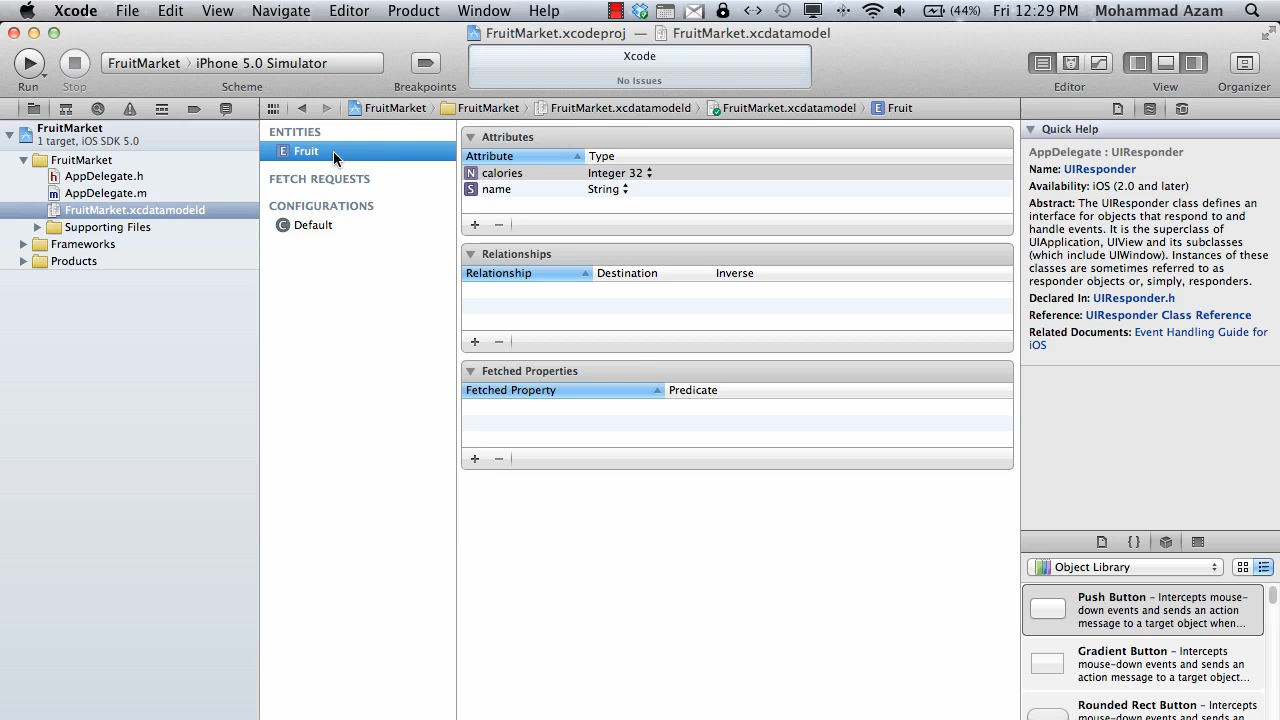 Xcode File Edit View Navigate Editor Product Window Help (44%) Fri 12:29 PM Mohammad Azam
FruitMarket.xcodeproj — FruitMarket.xcdatamodel
FruitMarket iPhone 5.0 Simulator
Xcode
No Issues
Run Stop Scheme Breakpoints Editor View Organizer
FruitMarket FruitMarket FruitMarket.xcdatamodeld FruitMarket.xcdatamodel E Fruit
FruitMarket
1 target, iOS SDK 5.0
FruitMarket
h AppDelegate.h
m AppDelegate.m
FruitMarket.xcdatamodeld
Supporting Files
Frameworks
Products
ENTITIES
E Fruit
FETCH REQUESTS
CONFIGURATIONS
C Default
Attributes
Attribute Type
N calories Integer 32
S name String
+ −
Relationships
Relationship Destination Inverse
+ −
Fetched Properties
Fetched Property Predicate
+ −
Quick Help
AppDelegate : UIResponder
Name: UIResponder
Availability: iOS (2.0 and later)
Abstract: The UIResponder class defines an
interface for objects that respond to and
handle events. It is the superclass of
UIApplication, UIView and its subclasses
(which include UIWindow). Instances of these
classes are sometimes referred to as
responder objects or, simply, responders.
Declared In: UIResponder.h
Reference: UIResponder Class Reference
Related Documents: Event Handling Guide for
iOS
{}
Object Library
Push Button – Intercepts mouse-
down events and sends an action
message to a target object when...
Gradient Button – Intercepts
mouse-down events and sends an
action message to a target object...
Rounded Rect Button – Intercepts
mouse-down events and sends an